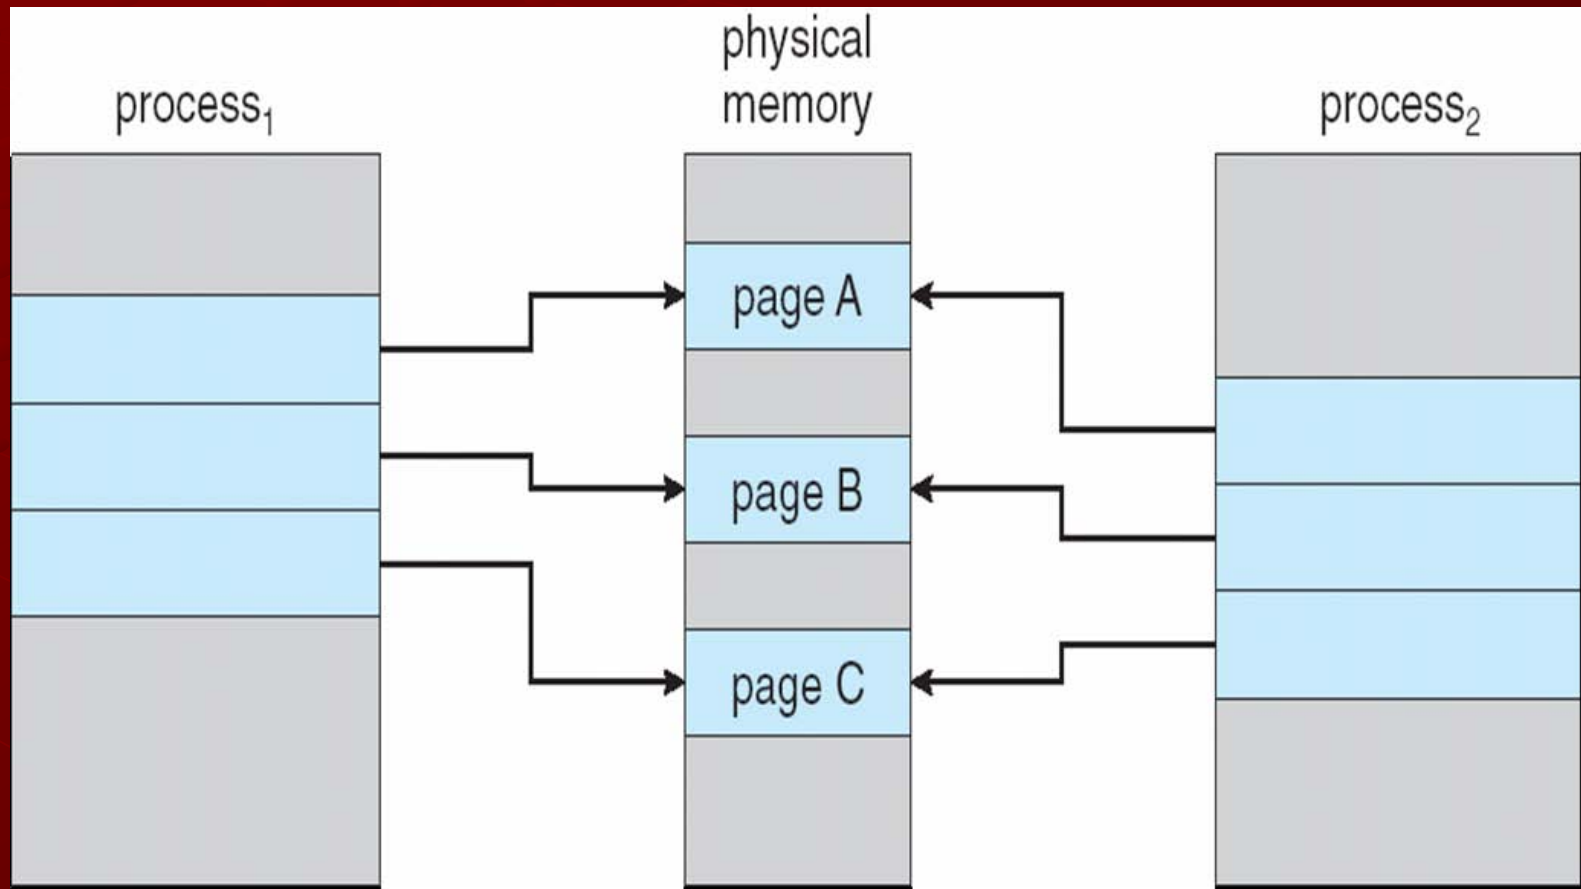 physical
memory
process₁
process₂
page A
page B
page C